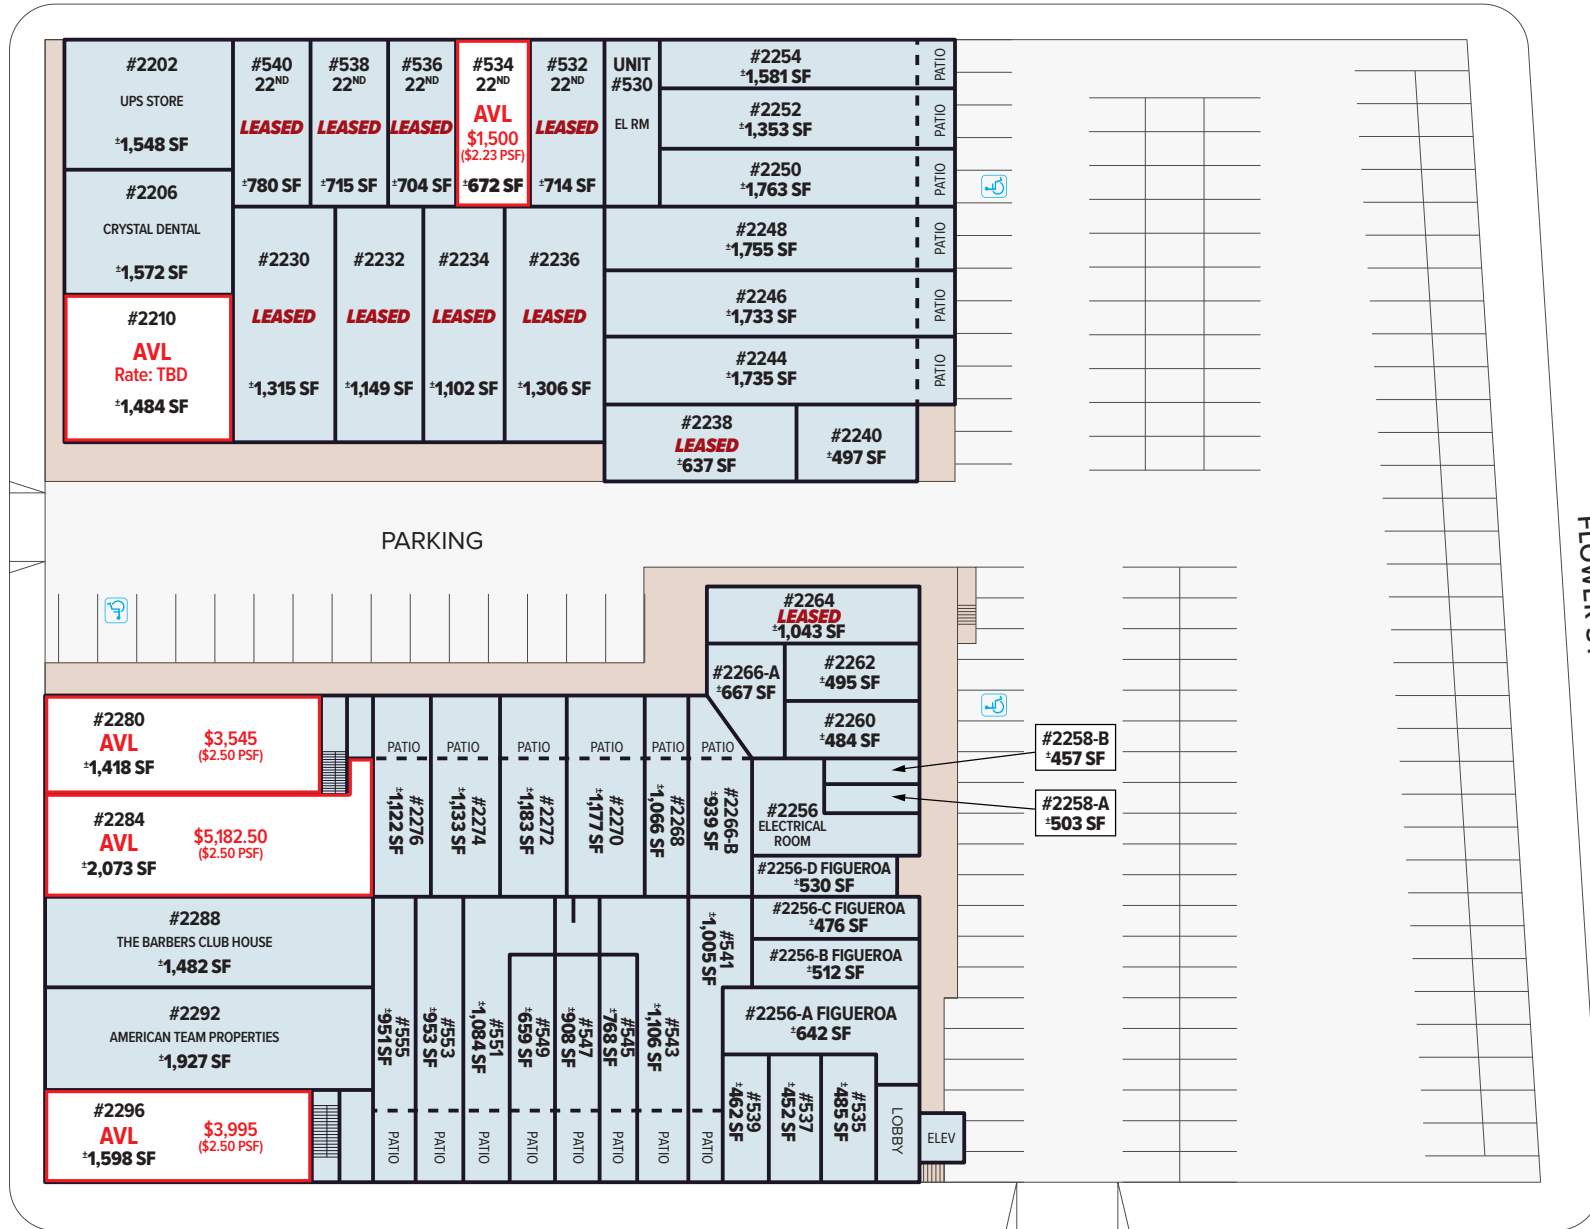 #2202
UPS STORE
±1,548 SF
#540
22ND
LEASED
±780 SF
#538
22ND
LEASED
±715 SF
#536
22ND
LEASED
±704 SF
#534
22ND
AVL
$1,500
($2.23 PSF)
±672 SF
#532
22ND
LEASED
±714 SF
UNIT
#530
EL RM
#2254
±1,581 SF
PATIO
#2252
±1,353 SF
PATIO
#2250
±1,763 SF
PATIO
#2206
CRYSTAL DENTAL
±1,572 SF
#2210
AVL
Rate: TBD
±1,484 SF
#2230
LEASED
±1,315 SF
#2232
LEASED
±1,149 SF
#2234
LEASED
±1,102 SF
#2236
LEASED
±1,306 SF
#2248
±1,755 SF
PATIO
#2246
±1,733 SF
PATIO
#2244
±1,735 SF
PATIO
#2238
LEASED
±637 SF
#2240
±497 SF
PARKING
#2264
LEASED
±1,043 SF
#2266-A
±667 SF
#2262
±495 SF
#2260
±484 SF
#2258-B
±457 SF
#2258-A
±503 SF
#2280
AVL
±1,418 SF
$3,545
($2.50 PSF)
#2284
AVL
±2,073 SF
$5,182.50
($2.50 PSF)
PATIO
#2276
±1,122 SF
PATIO
#2274
±1,133 SF
PATIO
#2272
±1,183 SF
PATIO
#2270
±1,177 SF
PATIO
#2268
±1,066 SF
PATIO
#2266-B
±939 SF
#2256
ELECTRICAL
ROOM
#2256-D FIGUEROA
±530 SF
#2256-C FIGUEROA
±476 SF
#2256-B FIGUEROA
±512 SF
#2256-A FIGUEROA
±642 SF
#2288
THE BARBERS CLUB HOUSE
±1,482 SF
#2292
AMERICAN TEAM PROPERTIES
±1,927 SF
#2296
AVL
±1,598 SF
$3,995
($2.50 PSF)
#555
±951 SF
PATIO
#553
±953 SF
PATIO
#551
±1,084 SF
PATIO
#549
±659 SF
PATIO
#547
±908 SF
PATIO
#545
±768 SF
PATIO
#543
±1,106 SF
PATIO
#541
±1,005 SF
PATIO
#539
±462 SF
#537
±452 SF
#535
±485 SF
LOBBY
ELEV
FLOWER ST